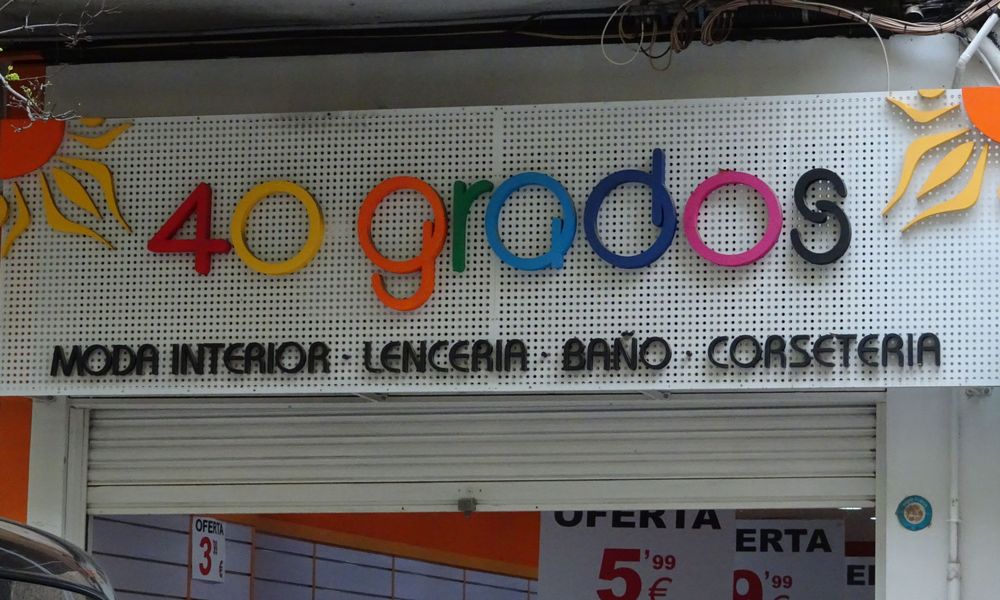 40 grados
MODA INTERIOR · LENCERIA · BAÑO · CORSETERIA
OFERTA
3
OFERTA
5'99
€
ERTA
9'99
€